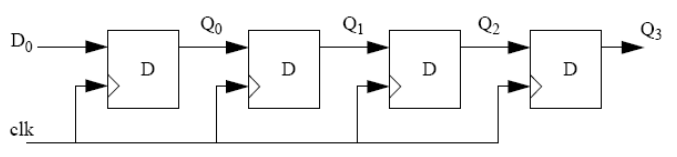 D₀ Q₀ Q₁ Q₂ Q₃
D D D D
clk